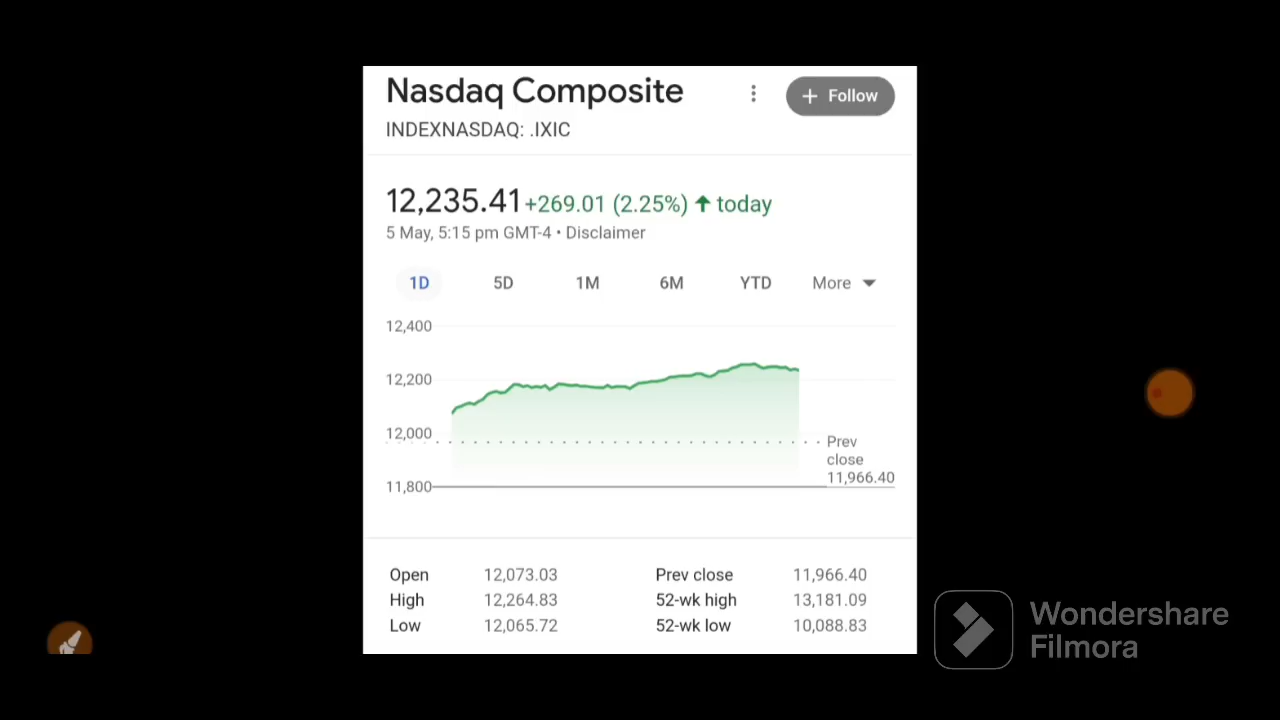 Nasdaq Composite
+ Follow
INDEXNASDAQ: .IXIC
12,235.41 +269.01 (2.25%) ↑ today
5 May, 5:15 pm GMT-4 • Disclaimer
1D 5D 1M 6M YTD More
12,400
12,200
12,000
Prev
close
11,966.40
11,800
Open 12,073.03 Prev close 11,966.40
High 12,264.83 52-wk high 13,181.09
Low 12,065.72 52-wk low 10,088.83
Wondershare
Filmora